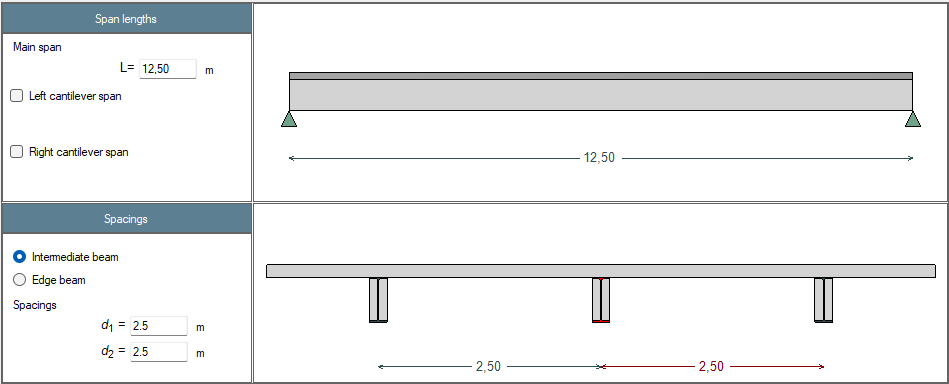 Span lengths
Main span
L= 12,50 m
Left cantilever span
Right cantilever span
12,50
Spacings
Intermediate beam
Edge beam
Spacings
d1 = 2.5 m
d2 = 2.5 m
2,50 2,50